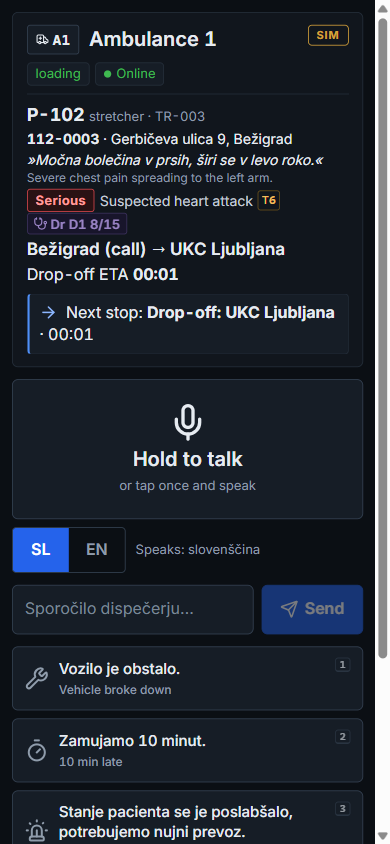 A1 Ambulance 1 SIM
loading Online
P-102 stretcher · TR-003
112-0003 · Gerbičeva ulica 9, Bežigrad
»Močna bolečina v prsih, širi se v levo roko.«
Severe chest pain spreading to the left arm.
Serious Suspected heart attack T6
Dr D1 8/15
Bežigrad (call) → UKC Ljubljana
Drop-off ETA 00:01
→ Next stop: Drop-off: UKC Ljubljana
· 00:01
Hold to talk
or tap once and speak
SL EN Speaks: slovenščina
Sporočilo dispečerju... Send
Vozilo je obstalo. 1
Vehicle broke down
Zamujamo 10 minut. 2
10 min late
Stanje pacienta se je poslabšalo, 3
potrebujemo nujni prevoz.